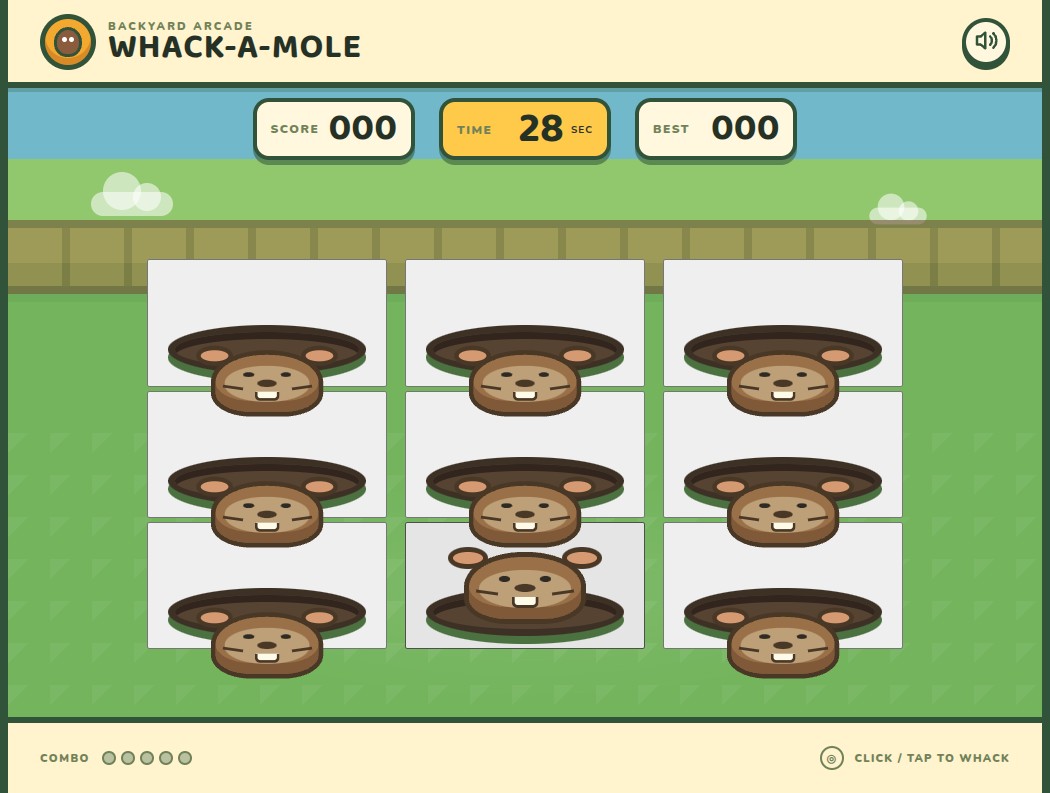 BACKYARD ARCADE
WHACK-A-MOLE
SCORE 000
TIME 28 SEC
BEST 000
COMBO
CLICK / TAP TO WHACK